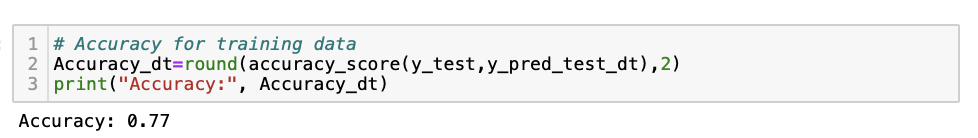 1 # Accuracy for training data
2 Accuracy_dt=round(accuracy_score(y_test,y_pred_test_dt),2)
3 print("Accuracy:", Accuracy_dt)
Accuracy: 0.77